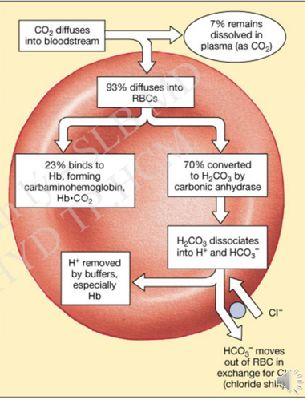 CO₂ diffuses
into bloodstream
7% remains
dissolved in
plasma (as CO₂)
93% diffuses into
RBCs
23% binds to
Hb, forming
carbaminohemoglobin,
Hb•CO₂
70% converted
to H₂CO₃ by
carbonic anhydrase
H₂CO₃ dissociates
into H⁺ and HCO₃⁻
H⁺ removed
by buffers,
especially
Hb
Cl⁻
HCO₃⁻ moves
out of RBC in
exchange for
(chloride